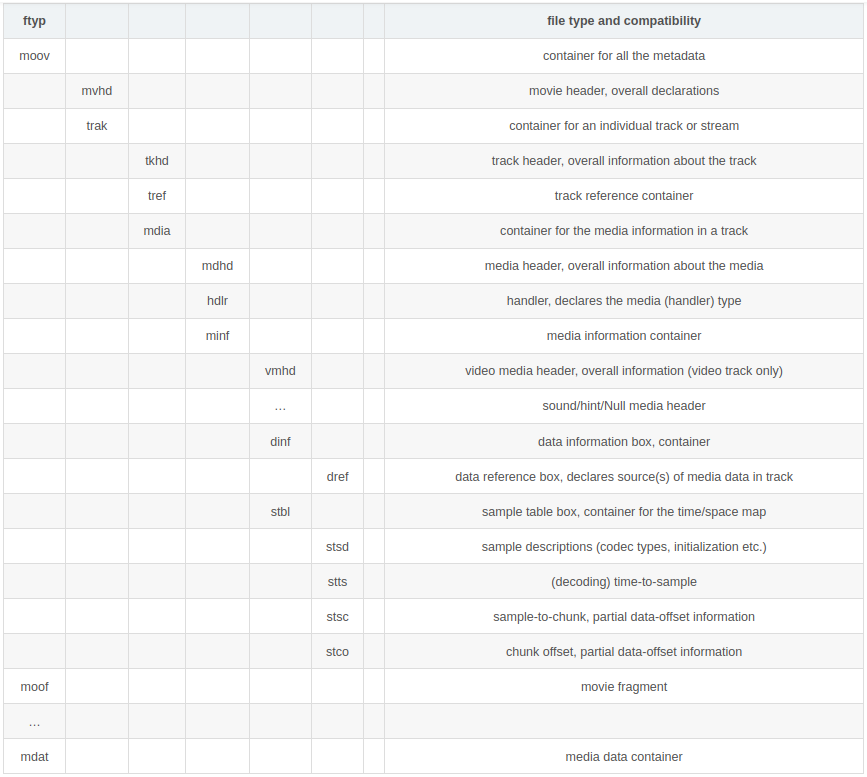 ftyp file type and compatibility
moov container for all the metadata
mvhd movie header, overall declarations
trak container for an individual track or stream
tkhd track header, overall information about the track
tref track reference container
mdia container for the media information in a track
mdhd media header, overall information about the media
hdlr handler, declares the media (handler) type
minf media information container
vmhd video media header, overall information (video track only)
… sound/hint/Null media header
dinf data information box, container
dref data reference box, declares source(s) of media data in track
stbl sample table box, container for the time/space map
stsd sample descriptions (codec types, initialization etc.)
stts (decoding) time-to-sample
stsc sample-to-chunk, partial data-offset information
stco chunk offset, partial data-offset information
moof movie fragment
…
mdat media data container